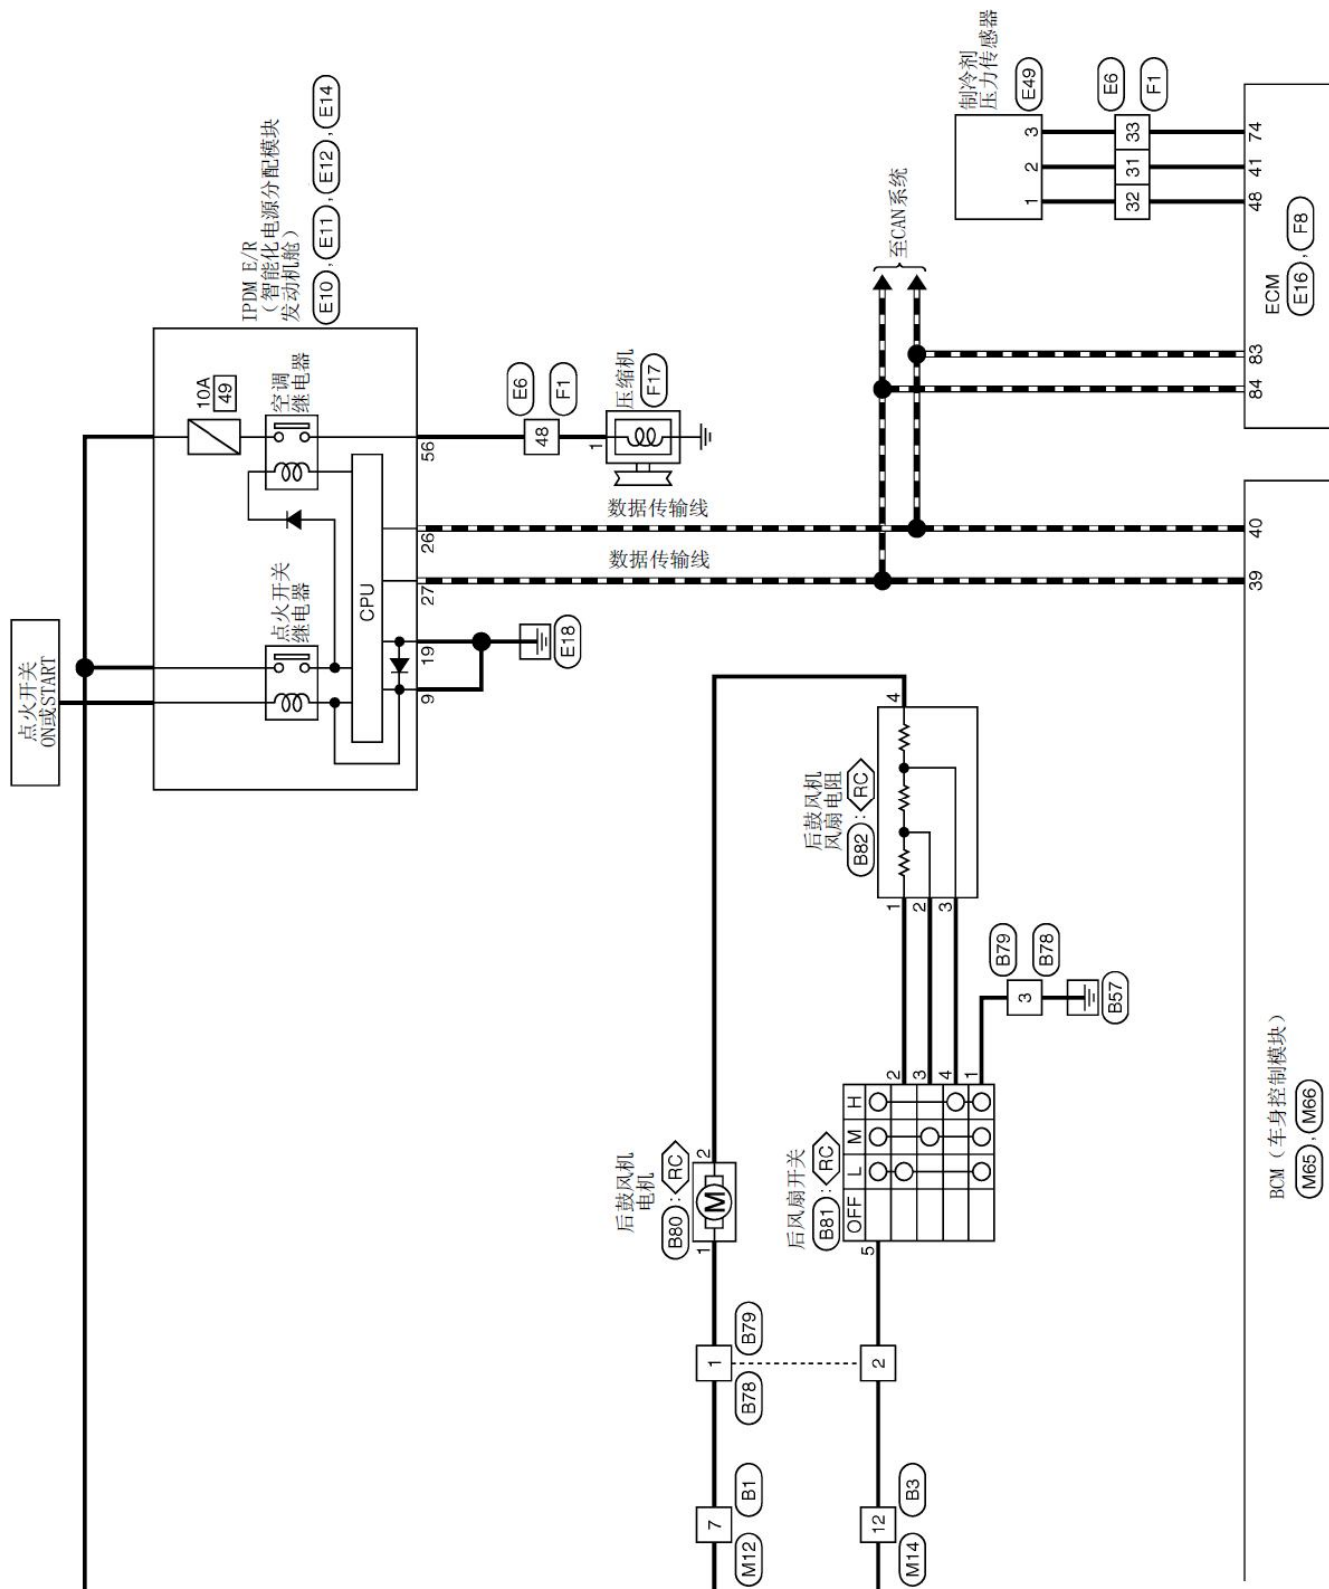 点火开关
ON或START
IPDM E/R
（智能化电源分配模块
发动机舱）
E10, E11, E12, E14
10A
49
空调
继电器
点火开关
继电器
CPU
9
19
27
26
56
E18
E6
48
F1
1
压缩机
F17
数据传输线
数据传输线
至CAN系统
制冷剂
压力传感器
E49
1 2 3
E6
32 31 33
F1
48 41 74
ECM
E16, F8
84 83
39 40
BCM（车身控制模块）
M65, M66
后鼓风机
电机
B80 : RC
1
M
2
B79
1
B78
B1
7
M12
后鼓风机
风扇电阻
B82 : RC
4
1
2
3
后风扇开关
B81 : RC
OFF L M H
5
2
3
4
1
2
B3
12
M14
B79
3
B78
B57